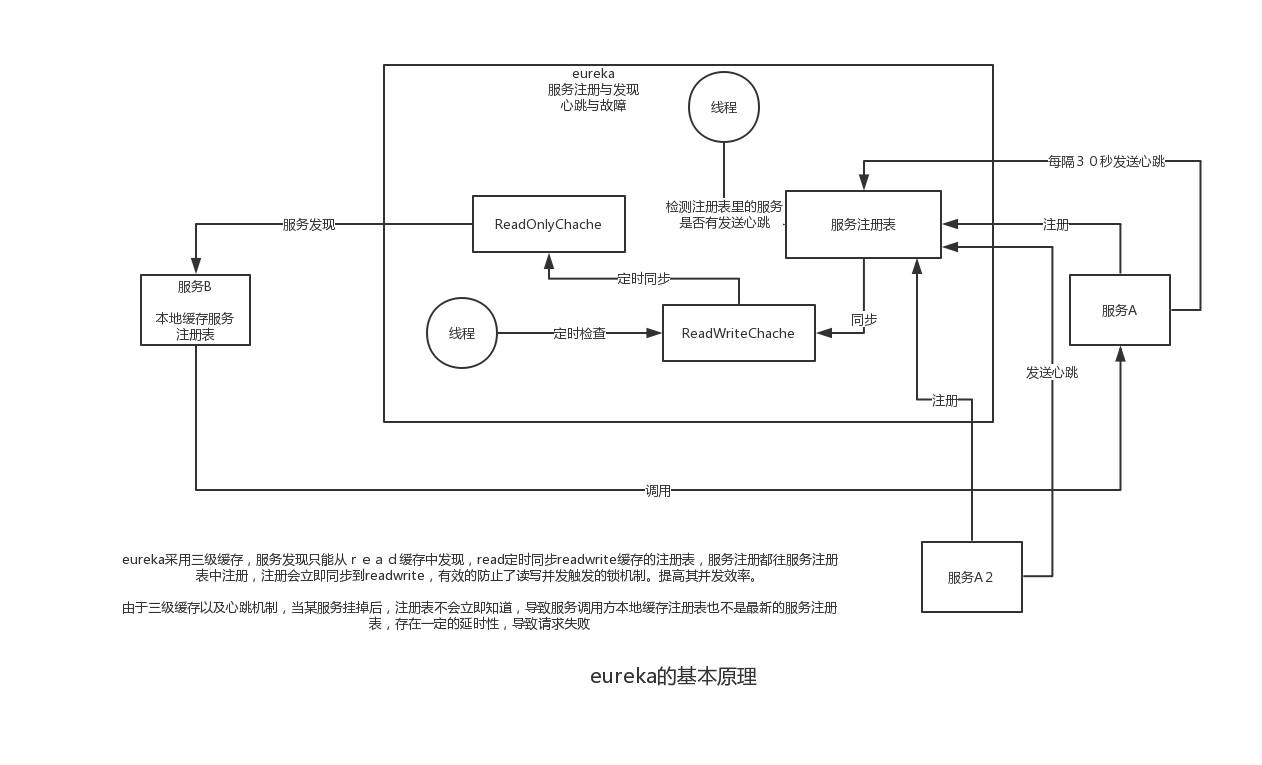 eureka
服务注册与发现
心跳与故障
线程
每隔３０秒发送心跳
检测注册表里的服务
是否有发送心跳
服务发现
ReadOnlyChache
服务注册表
注册
定时同步
服务B
本地缓存服务
注册表
线程
定时检查
ReadWriteChache
同步
服务A
发送心跳
注册
调用
eureka采用三级缓存，服务发现只能从ｒｅａｄ缓存中发现，read定时同步readwrite缓存的注册表，服务注册都往服务注册
表中注册，注册会立即同步到readwrite，有效的防止了读写并发触发的锁机制。提高其并发效率。
由于三级缓存以及心跳机制，当某服务挂掉后，注册表不会立即知道，导致服务调用方本地缓存注册表也不是最新的服务注册
表，存在一定的延时性，导致请求失败
服务A２
eureka的基本原理